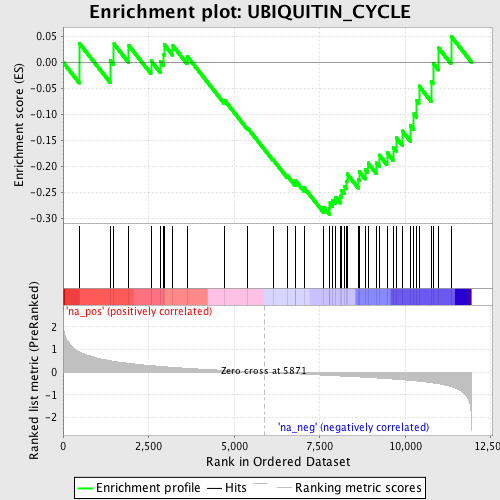 Enrichment plot: UBIQUITIN_CYCLE
Enrichment score (ES)
0.05
0.00
-0.05
-0.10
-0.15
-0.20
-0.25
-0.30
'na_pos' (positively correlated)
Ranked list metric (PreRanked)
2
1
0
-1
-2
Zero cross at 5871
'na_neg' (negatively correlated)
0
2,500
5,000
7,500
10,000
12,500
Rank in Ordered Dataset
Enrichment profile
Hits
Ranking metric scores